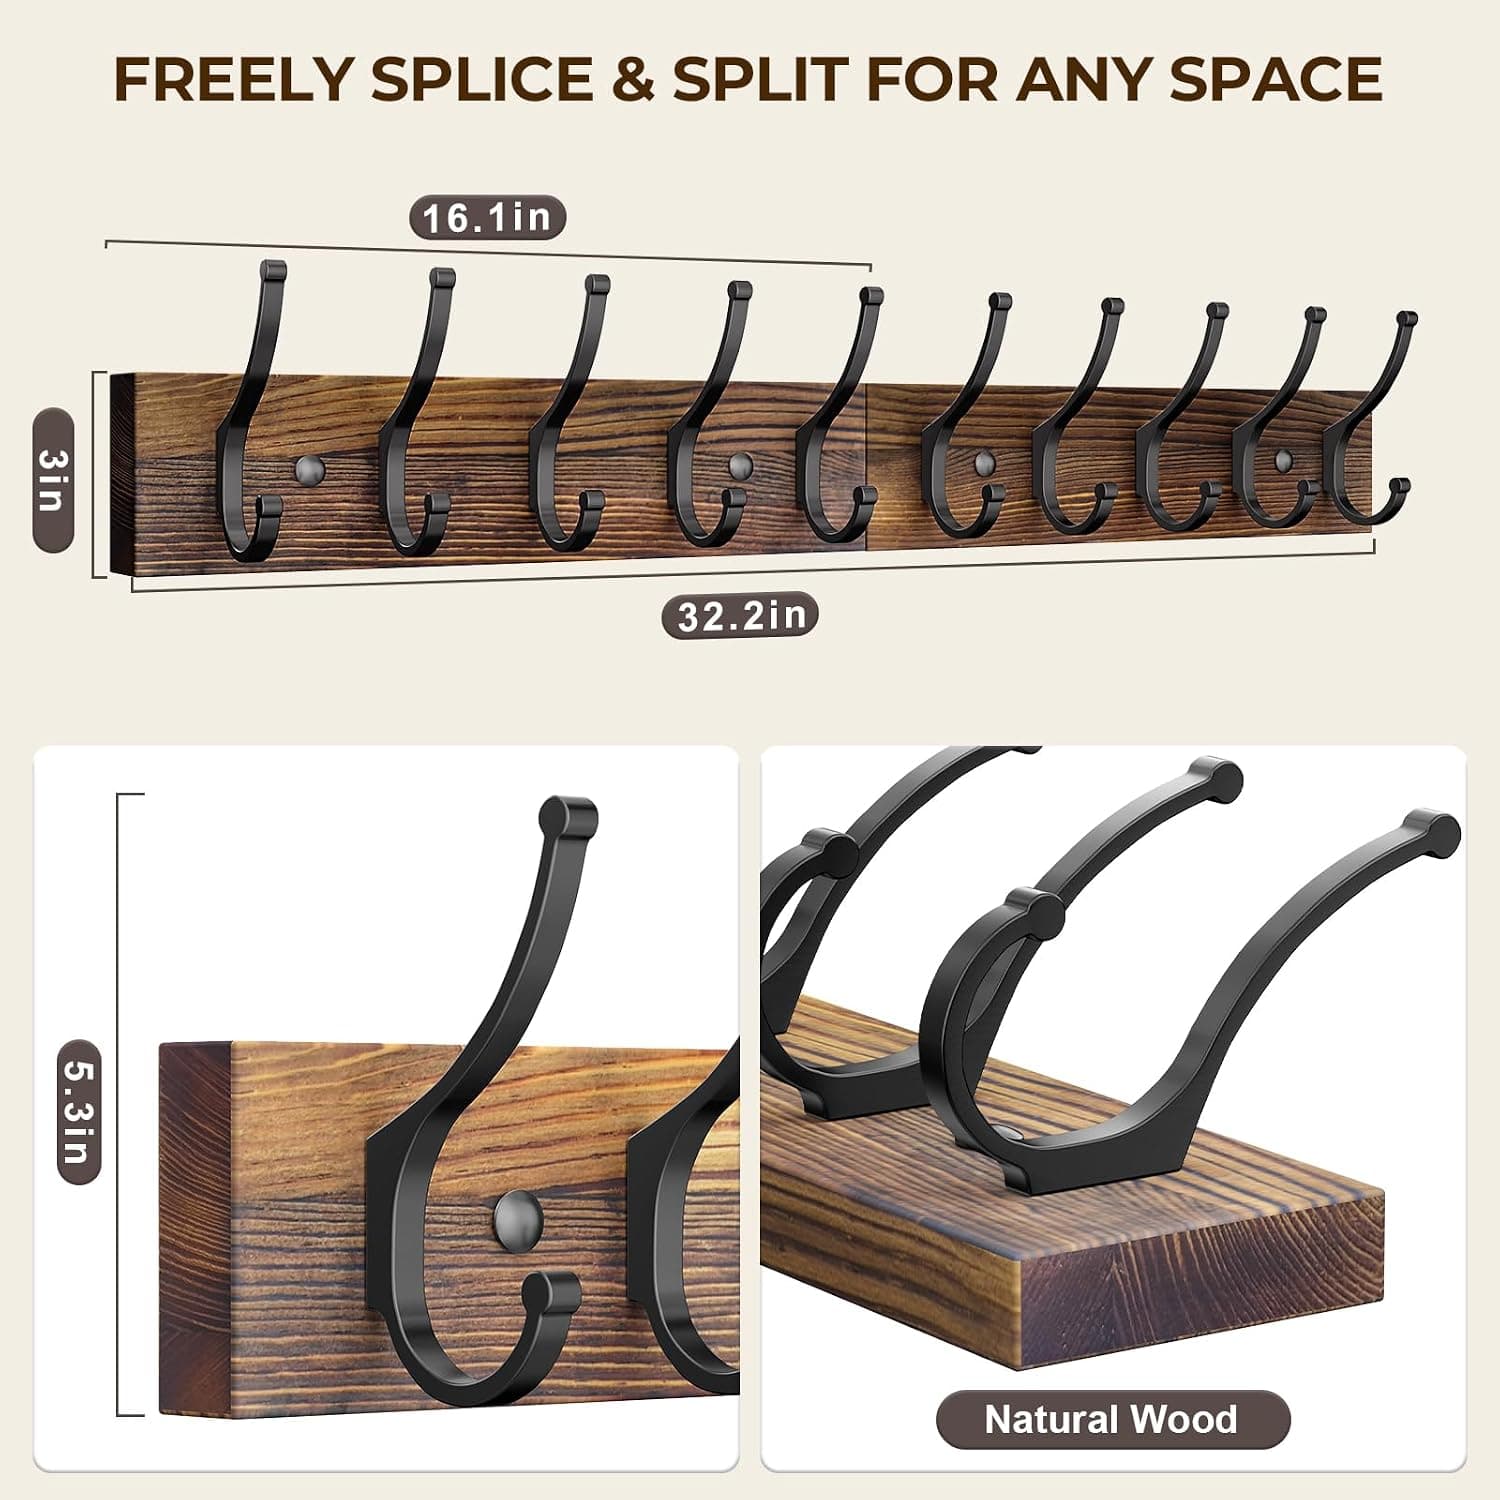 FREELY SPLICE & SPLIT FOR ANY SPACE
16.1in
3in
32.2in
5.3in
Natural Wood